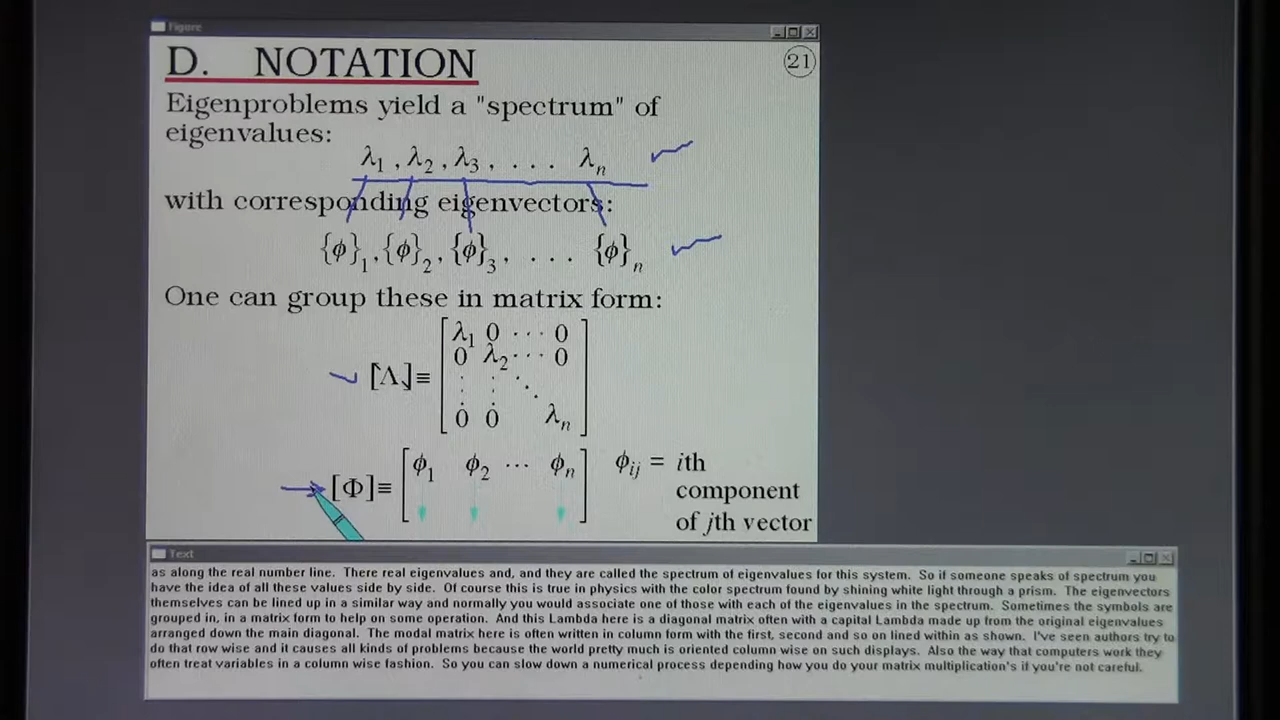 Figure
D. NOTATION
21
Eigenproblems yield a "spectrum" of
eigenvalues:
λ1 , λ2 , λ3 , . . . λn
with corresponding eigenvectors:
{ϕ}1, {ϕ}2, {ϕ}3, . . . {ϕ}n
One can group these in matrix form:
λ1 0 ··· 0
0 λ2 ··· 0
[Λ] ≡
: : ⋱
0 0 λn
ϕ1 ϕ2 ··· ϕn
ϕij = ith
[Φ] ≡
component
of jth vector
Text
as along the real number line. There real eigenvalues and, and they are called the spectrum of eigenvalues for this system. So if someone speaks of spectrum you
have the idea of all these values side by side. Of course this is true in physics with the color spectrum found by shining white light through a prism. The eigenvectors
themselves can be lined up in a similar way and normally you would associate one of those with each of the eigenvalues in the spectrum. Sometimes the symbols are
grouped in, in a matrix form to help on some operation. And this Lambda here is a diagonal matrix often with a capital Lambda made up from the original eigenvalues
arranged down the main diagonal. The modal matrix here is often written in column form with the first, second and so on lined within as shown. I've seen authors try to
do that row wise and it causes all kinds of problems because the world pretty much is oriented column wise on such displays. Also the way that computers work they
often treat variables in a column wise fashion. So you can slow down a numerical process depending how you do your matrix multiplication's if you're not careful.